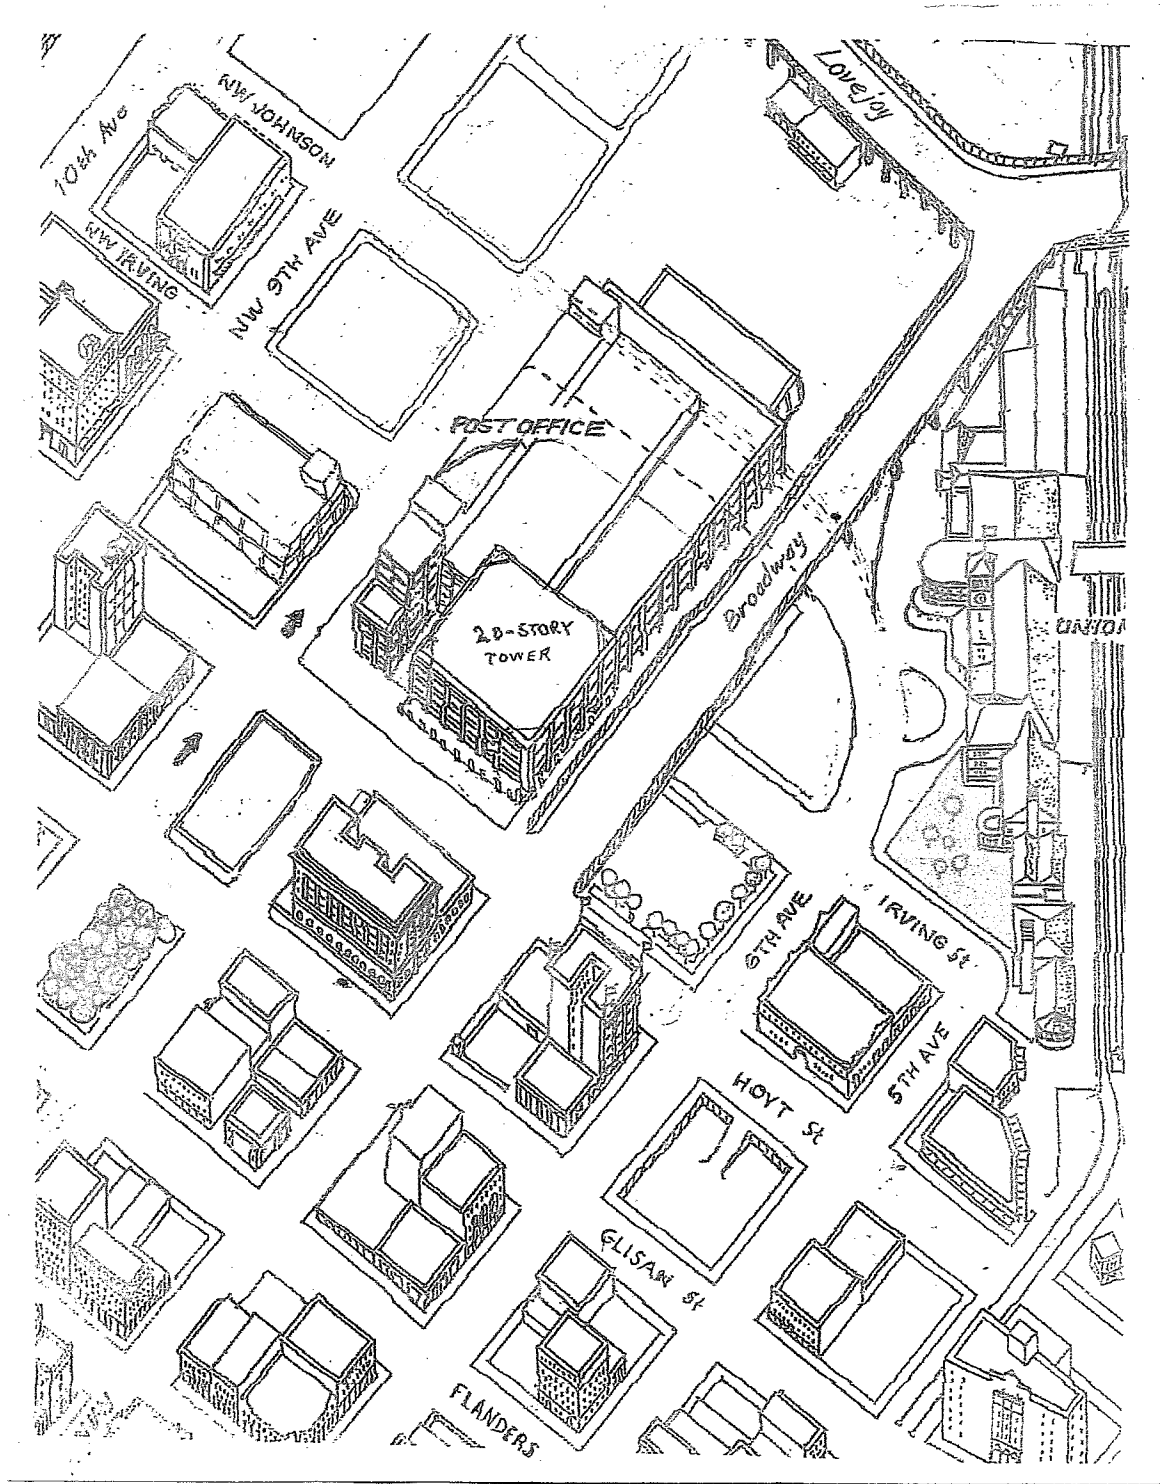 Lovejoy
NW JOHNSON
10th Ave
NW IRVING
NW 9TH AVE
POST OFFICE
Broadway
20-STORY
TOWER
UNION
6TH AVE
IRVING St
5TH AVE
HOYT St
GLISAN St
FLANDERS